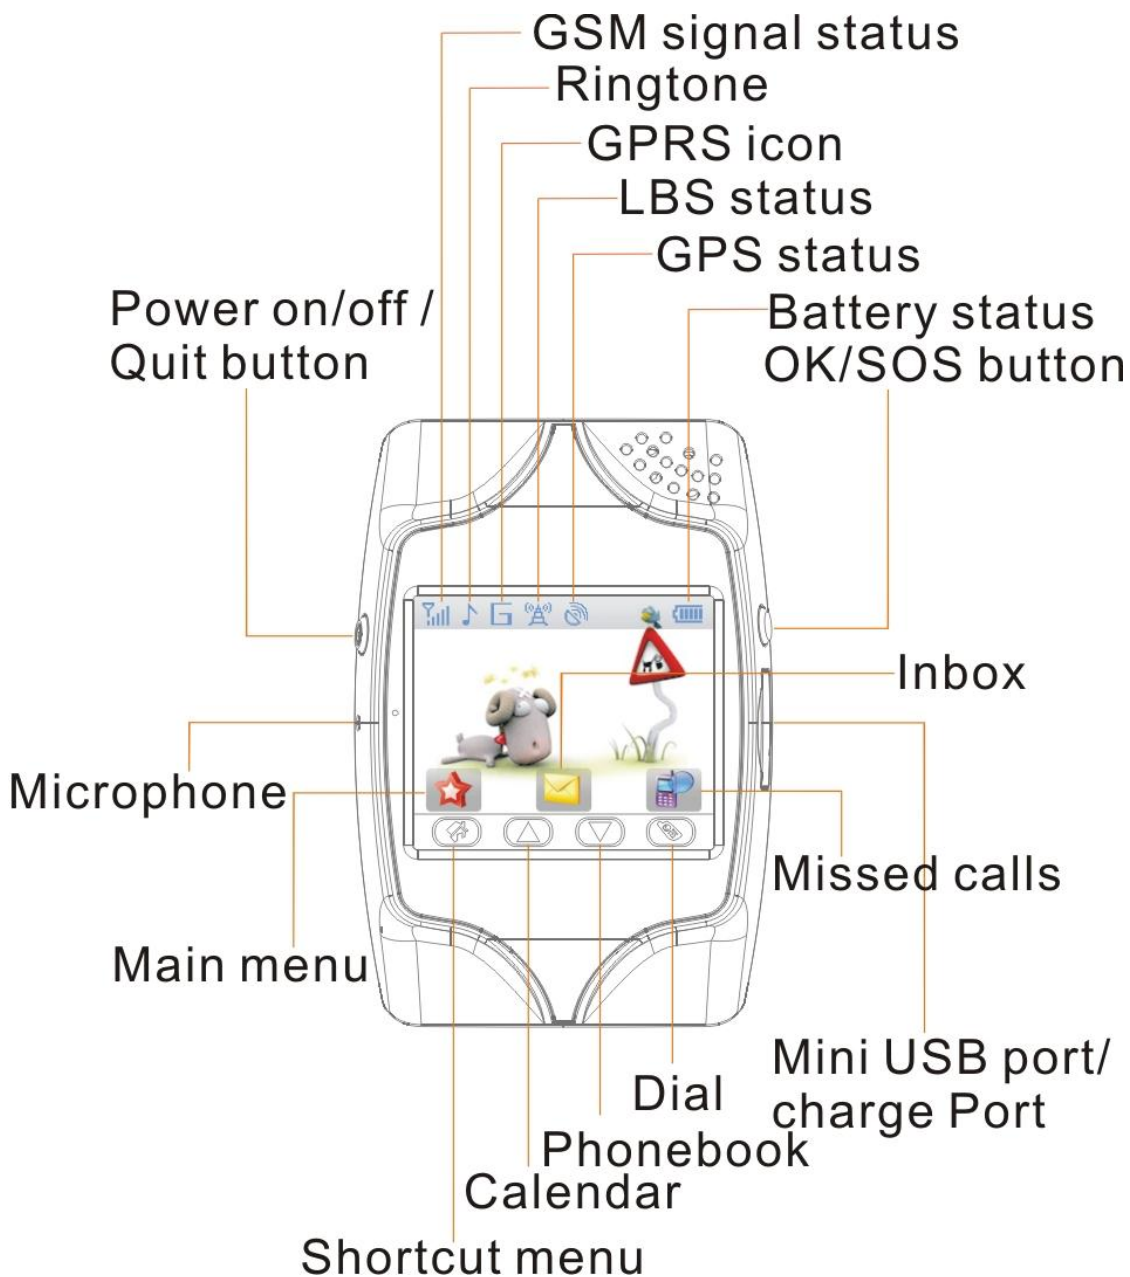 GSM signal status
Ringtone
GPRS icon
LBS status
GPS status
Power on/off /
Quit button
Battery status
OK/SOS button
Inbox
Microphone
Missed calls
Main menu
Mini USB port/
charge Port
Dial
Phonebook
Calendar
Shortcut menu